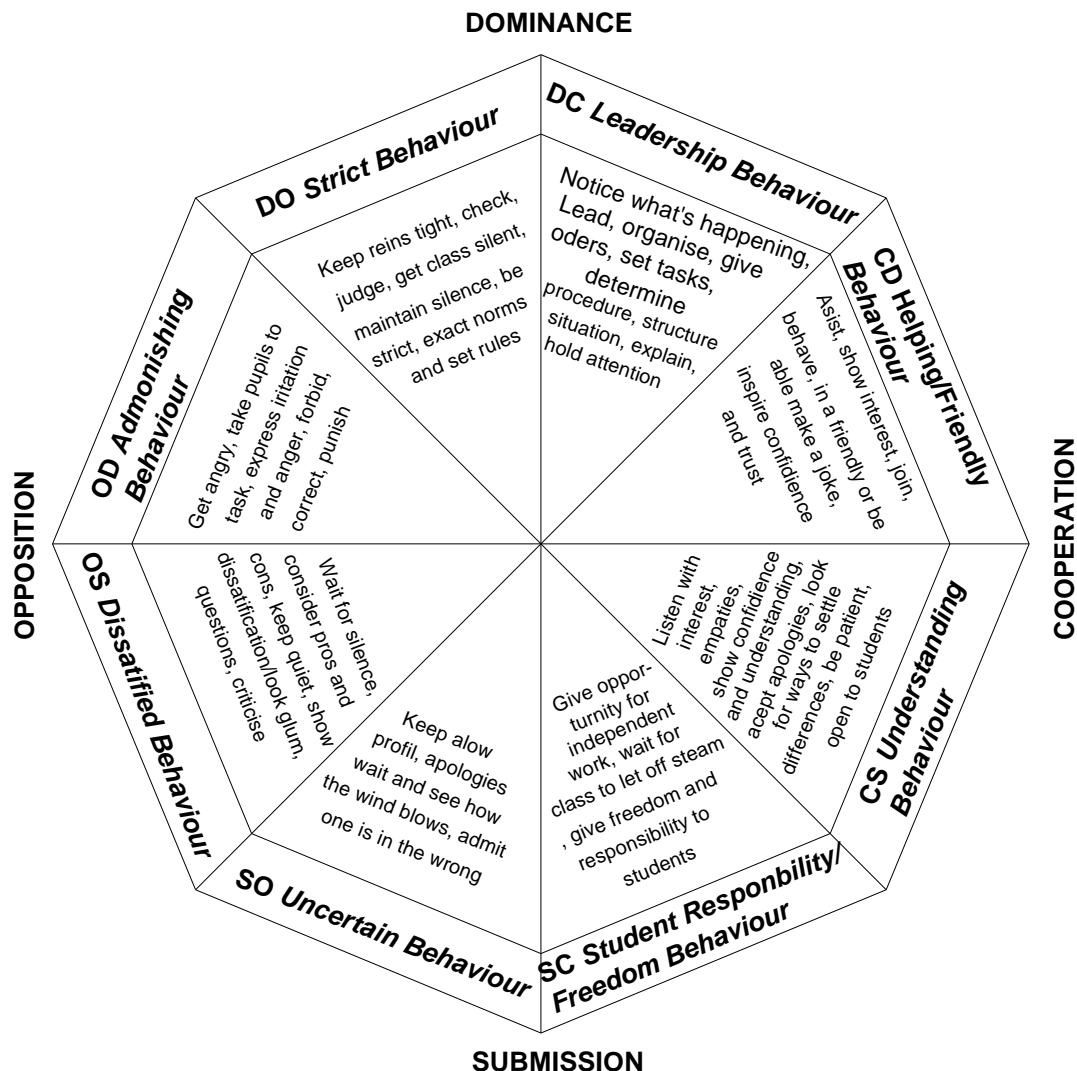 DOMINANCE
DC Leadership Behaviour
Notice what's happening,
Lead, organise, give
oders, set tasks,
determine
procedure, structure
situation, explain,
hold attention
CD Helping/Friendly
Behaviour
Asist, show interest, join,
behave, in a friendly or be
able make a joke,
inspire confidience
and trust
COOPERATION
CS Understanding
Behaviour
Listen with
interest,
empaties,
show confidience
and understanding,
acept apologies, look
for ways to settle
differences, be patient,
open to students
SC Student Responbility/
Freedom Behaviour
Give oppor-
turnity for
independent
work, wait for
class to let off steam
, give freedom and
responsibility to
students
SUBMISSION
SO Uncertain Behaviour
Keep alow
profil, apologies
wait and see how
the wind blows, admit
one is in the wrong
OS Dissatified Behaviour
Wait for silence,
consider pros and
cons, keep quiet, show
dissatification/look glum,
questions, criticise
OPPOSITION
OD Admonishing
Behaviour
Get angry, take pupils to
task, express irritation
and anger, forbid,
correct, punish
DO Strict Behaviour
Keep reins tight, check,
judge, get class silent,
maintain silence, be
strict, exact norms
and set rules